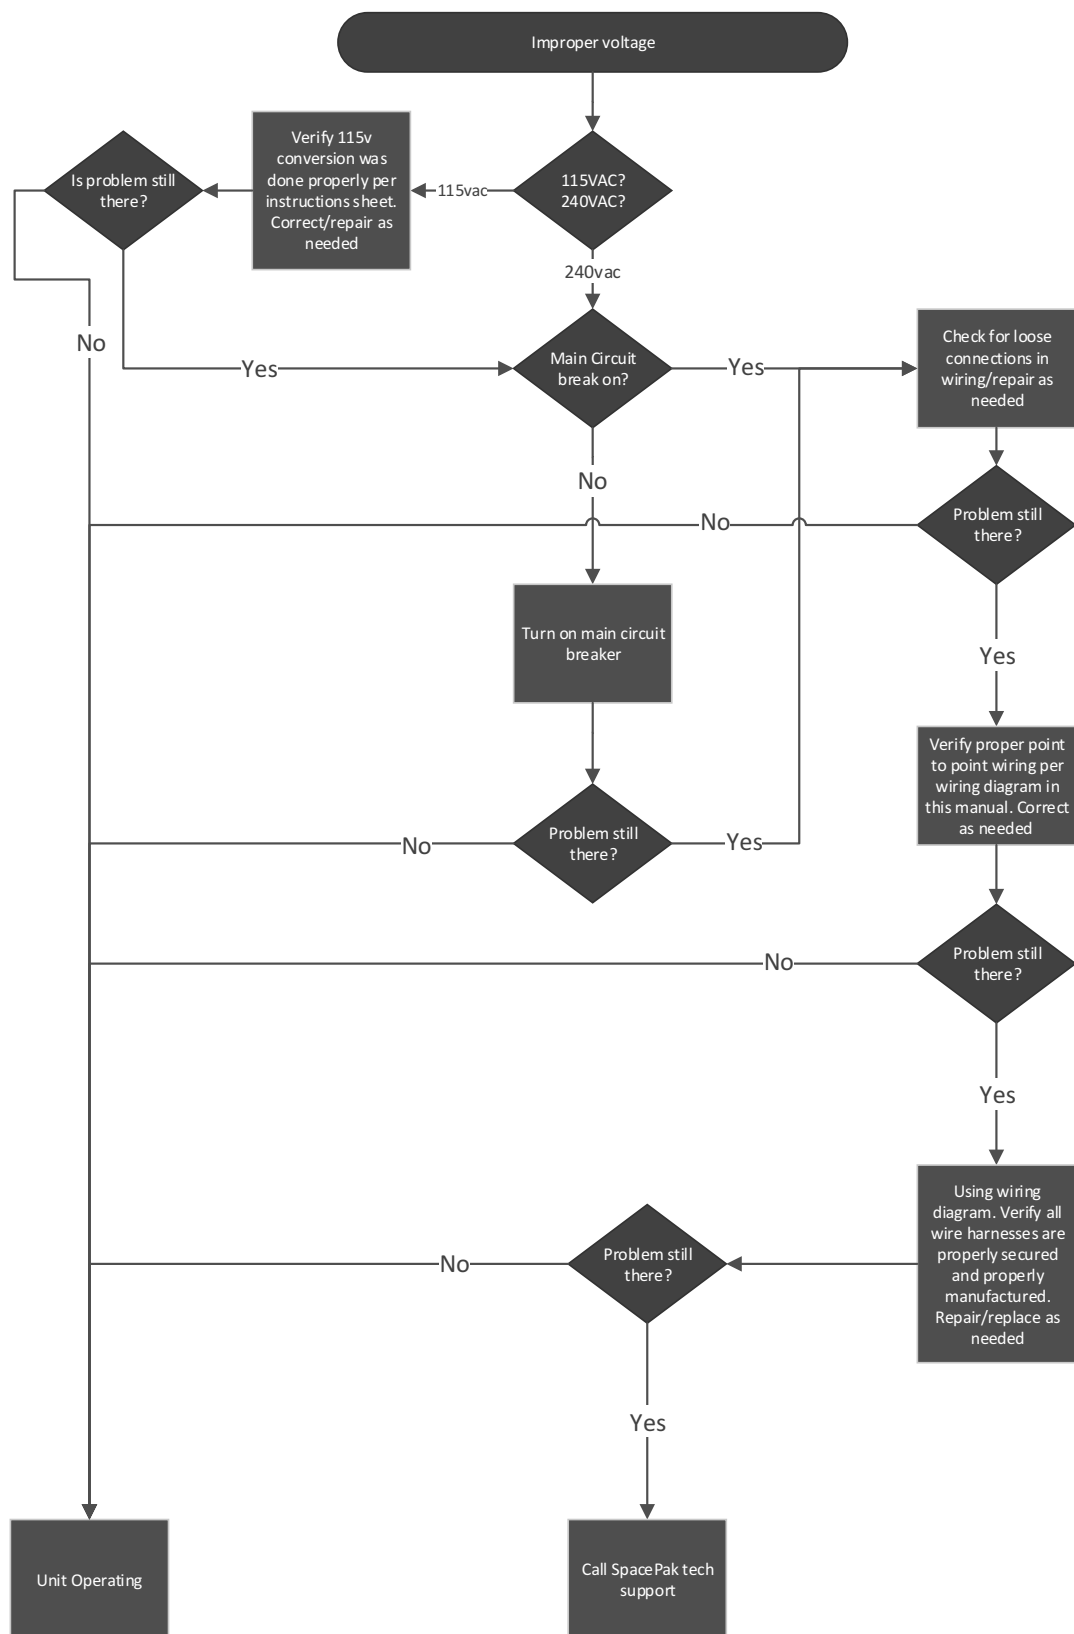 Improper voltage
Verify 115v
conversion was
done properly per
instructions sheet.
Correct/repair as
needed
Is problem still
there?
115vac
115VAC?
240VAC?
240vac
No
Yes
Main Circuit
break on?
Yes
Check for loose
connections in
wiring/repair as
needed
No
No
Problem still
there?
Turn on main circuit
breaker
Yes
Verify proper point
to point wiring per
wiring diagram in
this manual. Correct
as needed
No
Problem still
there?
Yes
No
Problem still
there?
Yes
Using wiring
diagram. Verify all
wire harnesses are
properly secured
and properly
manufactured.
Repair/replace as
needed
No
Problem still
there?
Yes
Unit Operating
Call SpacePak tech
support